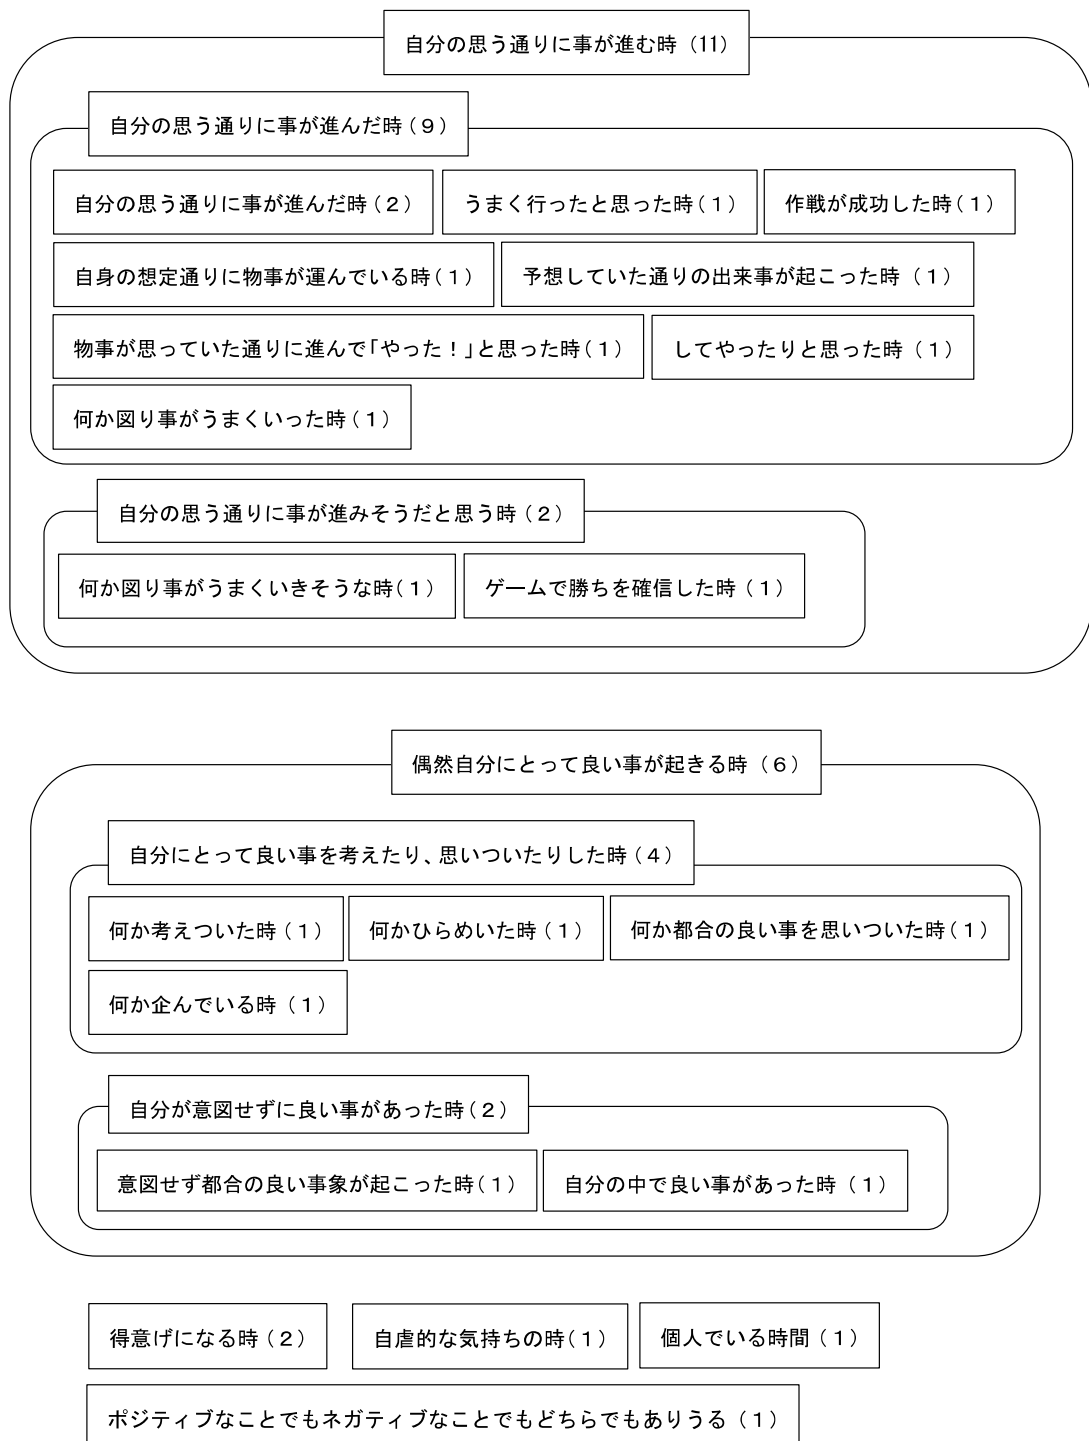 自分の思う通りに事が進む時(11)
自分の思う通りに事が進んだ時(9)
自分の思う通りに事が進んだ時(2) うまく行ったと思った時(1) 作戦が成功した時(1)
自身の想定通りに物事が運んでいる時(1) 予想していた通りの出来事が起こった時(1)
物事が思っていた通りに進んで「やった!」と思った時(1) してやったりと思った時(1)
何か図り事がうまくいった時(1)
自分の思う通りに事が進みそうだと思う時(2)
何か図り事がうまくいきそうな時(1) ゲームで勝ちを確信した時(1)
偶然自分にとって良い事が起きる時(6)
自分にとって良い事を考えたり、思いついたりした時(4)
何か考えついた時(1) 何かひらめいた時(1) 何か都合の良い事を思いついた時(1)
何か企んでいる時(1)
自分が意図せずに良い事があった時(2)
意図せず都合の良い事象が起こった時(1) 自分の中で良い事があった時(1)
得意げになる時(2) 自虐的な気持ちの時(1) 個人でいる時間(1)
ポジティブなことでもネガティブなことでもどちらでもありうる(1)